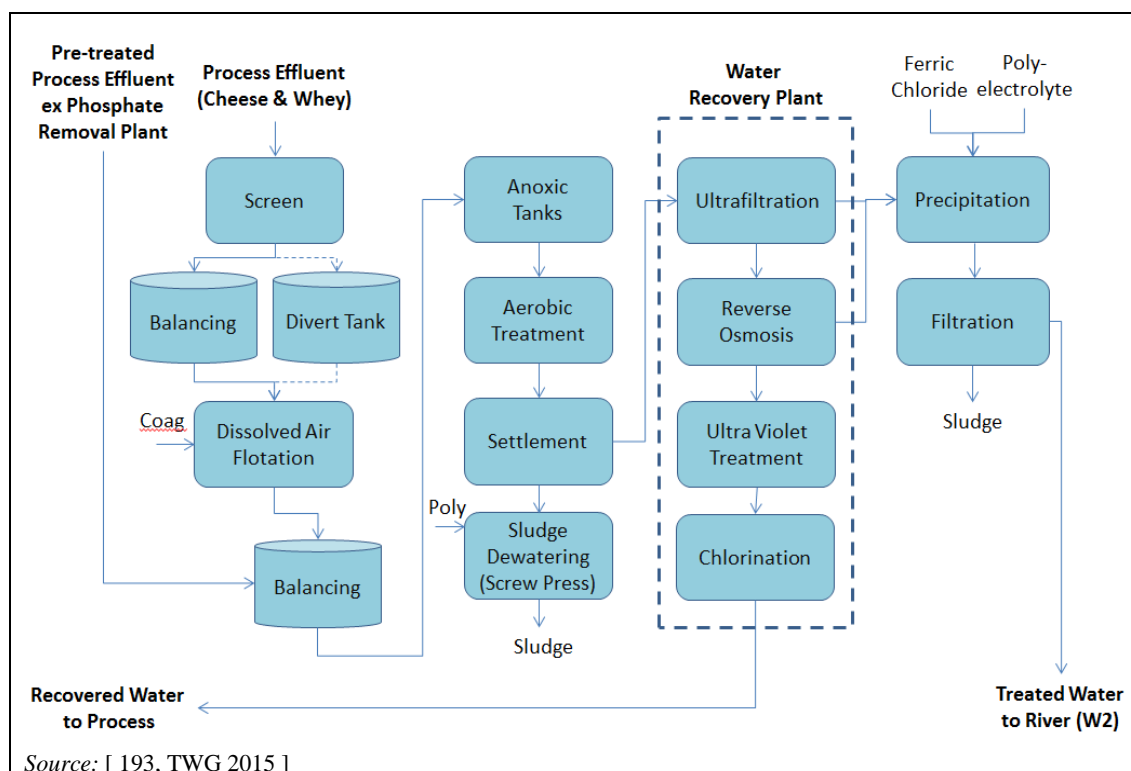 Pre-treated
Process Effluent
ex Phosphate
Removal Plant
Process Effluent
(Cheese & Whey)
Screen
Balancing
Divert Tank
Coag
Dissolved Air
Flotation
Balancing
Anoxic
Tanks
Aerobic
Treatment
Settlement
Poly
Sludge
Dewatering
(Screw Press)
Sludge
Water
Recovery Plant
Ultrafiltration
Reverse
Osmosis
Ultra Violet
Treatment
Chlorination
Ferric
Chloride
Poly-
electrolyte
Precipitation
Filtration
Sludge
Recovered Water
to Process
Treated Water
to River (W2)
Source: [ 193, TWG 2015 ]